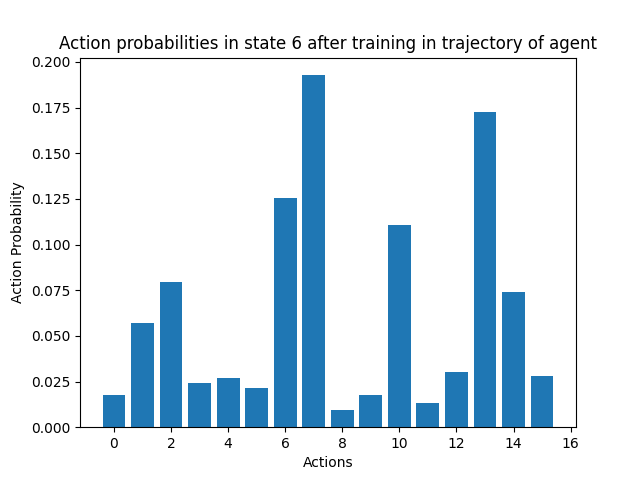 Action probabilities in state 6 after training in trajectory of agent
0.200
0.175
0.150
0.125
0.100
0.075
0.050
0.025
0.000
Action Probability
0 2 4 6 8 10 12 14 16
Actions